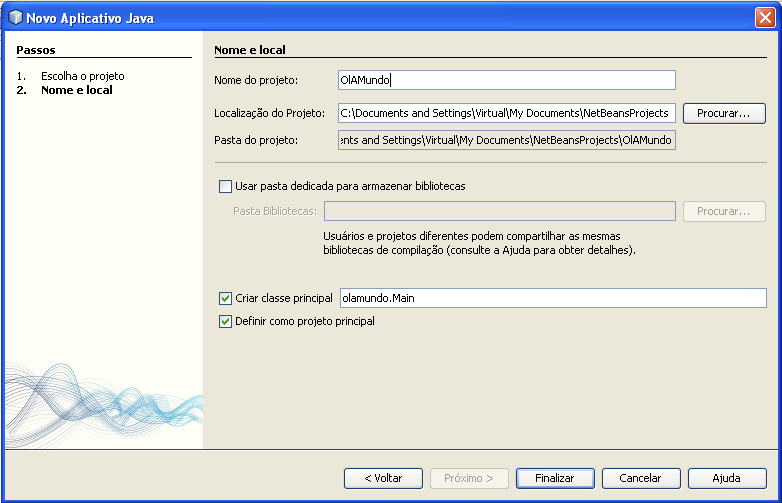 Novo Aplicativo Java
Passos
1. Escolha o projeto
2. Nome e local
Nome e local
Nome do projeto: OlAMundo
Localização do Projeto: C:\Documents and Settings\Virtual\My Documents\NetBeansProjects Procurar...
Pasta do projeto: ents and Settings\Virtual\My Documents\NetBeansProjects\OlAMundo
Usar pasta dedicada para armazenar bibliotecas
Pasta Bibliotecas: Procurar...
Usuários e projetos diferentes podem compartilhar as mesmas
bibliotecas de compilação (consulte a Ajuda para obter detalhes).
Criar classe principal olamundo.Main
Definir como projeto principal
< Voltar Próximo > Finalizar Cancelar Ajuda